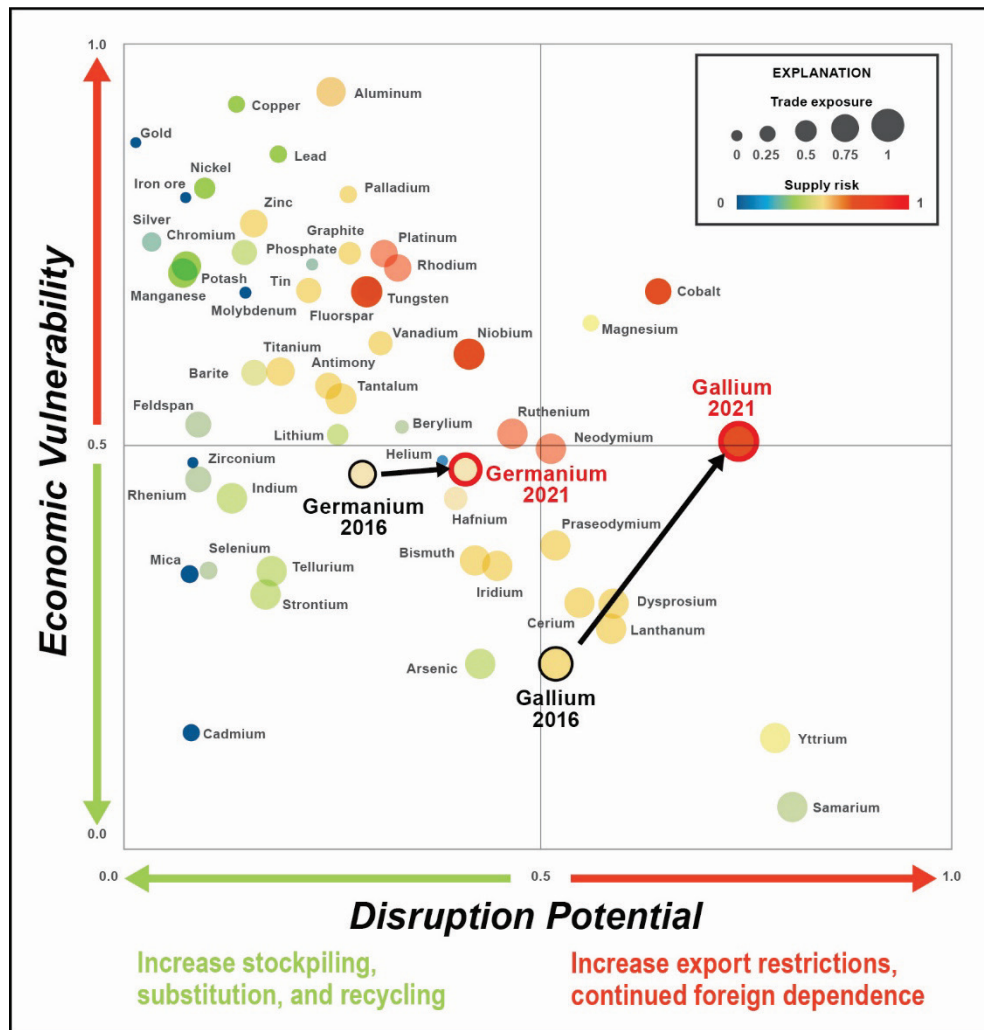 1.0
EXPLANATION
Trade exposure
0 0.25 0.5 0.75 1
Supply risk
0 1
Aluminum
Copper
Gold
Lead
Nickel
Iron ore
Palladium
Zinc
Silver
Chromium
Graphite
Phosphate
Platinum
Rhodium
Potash
Manganese
Tin
Molybdenum
Fluorspar
Tungsten
Cobalt
Magnesium
Vanadium
Niobium
Titanium
Antimony
Barite
Tantalum
Feldspan
Lithium
Berylium
Ruthenium
Neodymium
Gallium
2021
0.5
Zirconium
Helium
Rhenium
Indium
Germanium
2016
Germanium
2021
Hafnium
Praseodymium
Mica
Selenium
Tellurium
Bismuth
Iridium
Strontium
Cerium
Dysprosium
Lanthanum
Arsenic
Gallium
2016
Cadmium
Yttrium
Samarium
0.0
Economic Vulnerability
0.0
0.5
1.0
Disruption Potential
Increase stockpiling,
substitution, and recycling
Increase export restrictions,
continued foreign dependence